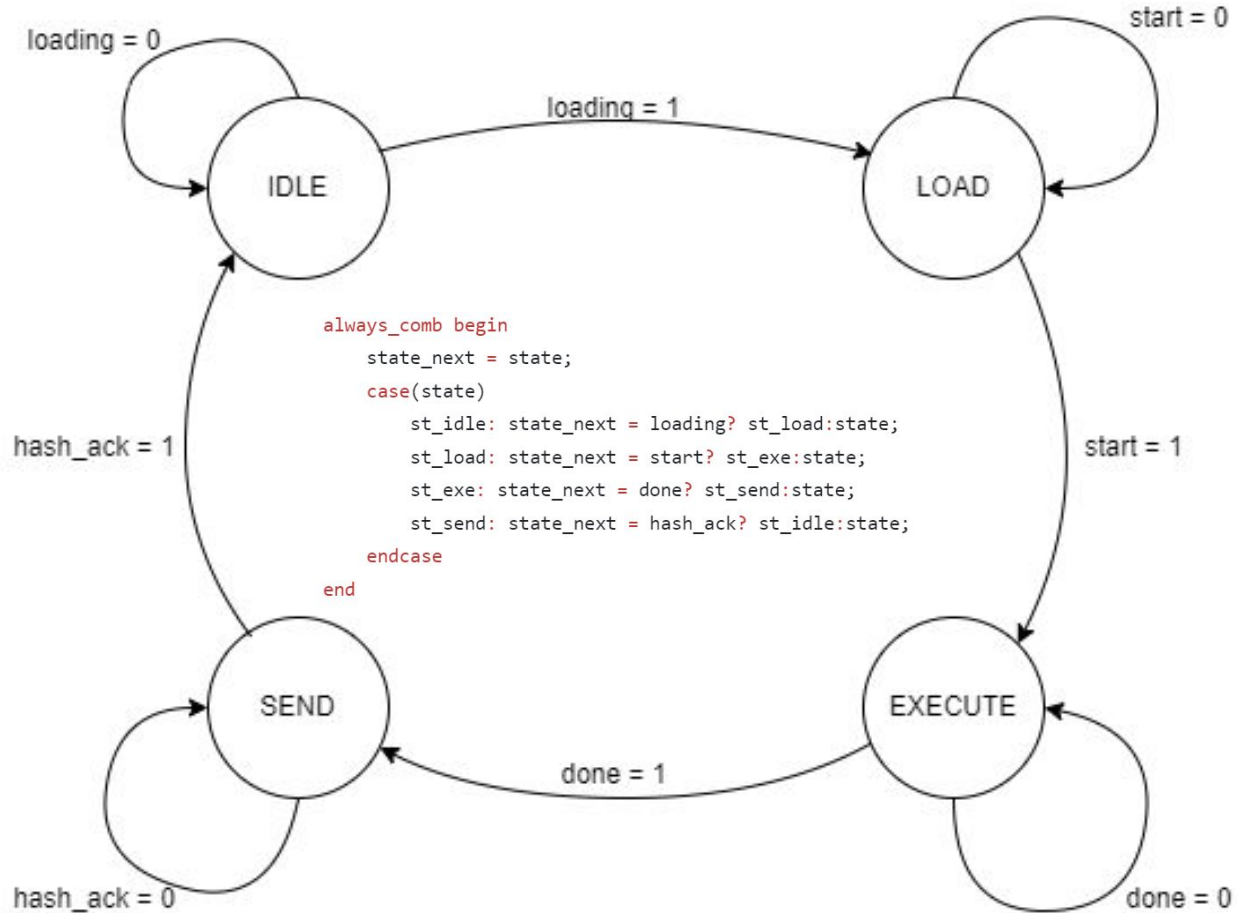 start = 0
loading = 0
loading = 1
IDLE
LOAD
always_comb begin
    state_next = state;
    case(state)
        st_idle: state_next = loading? st_load:state;
        st_load: state_next = start? st_exe:state;
        st_exe: state_next = done? st_send:state;
        st_send: state_next = hash_ack? st_idle:state;
    endcase
end
hash_ack = 1
start = 1
SEND
EXECUTE
done = 1
hash_ack = 0
done = 0